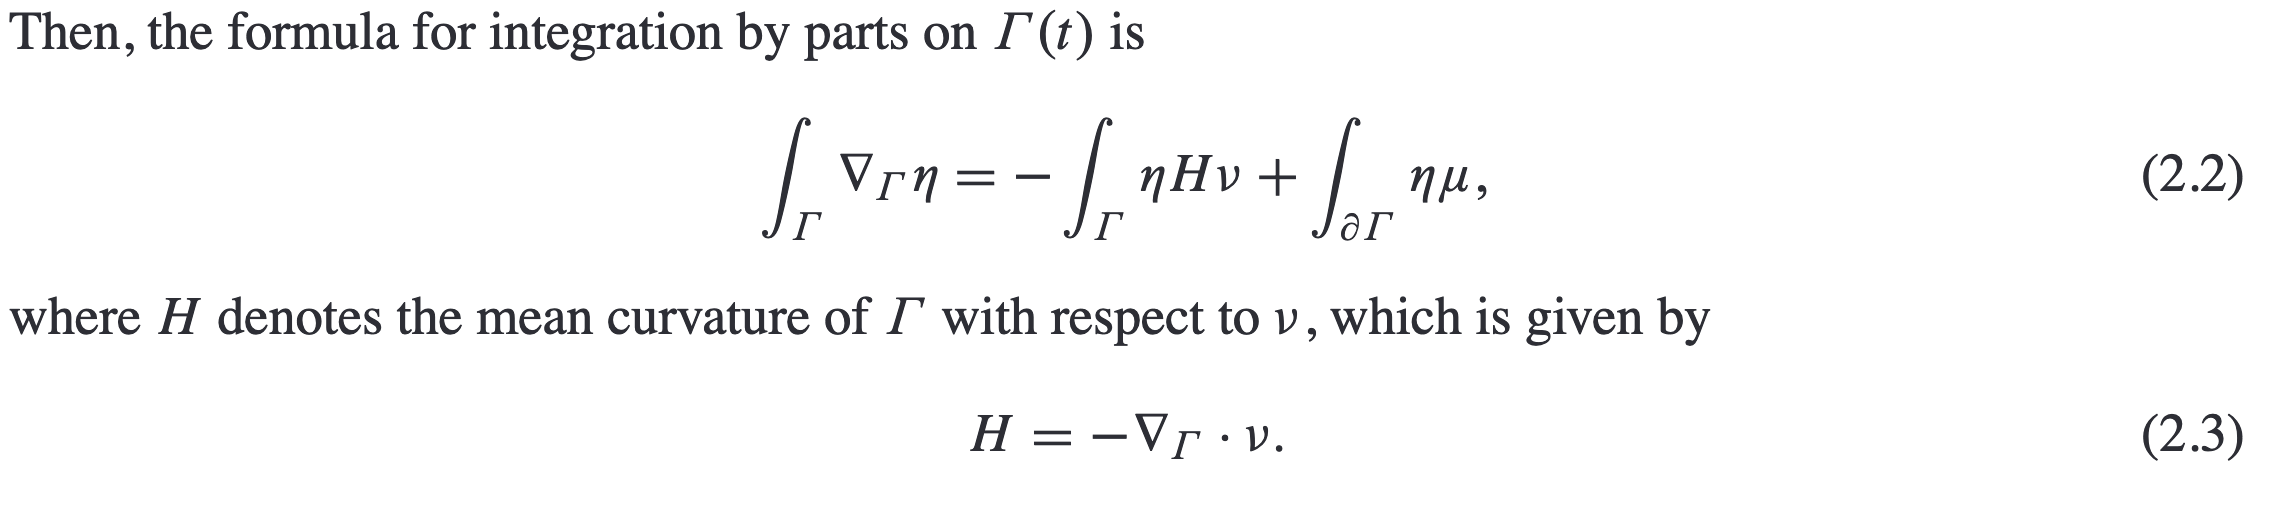 Then, the formula for integration by parts on Γ(t) is
∫_Γ ∇_Γ η = − ∫_Γ ηHν + ∫_∂Γ ημ, (2.2)
where H denotes the mean curvature of Γ with respect to ν, which is given by
H = −∇_Γ · ν. (2.3)